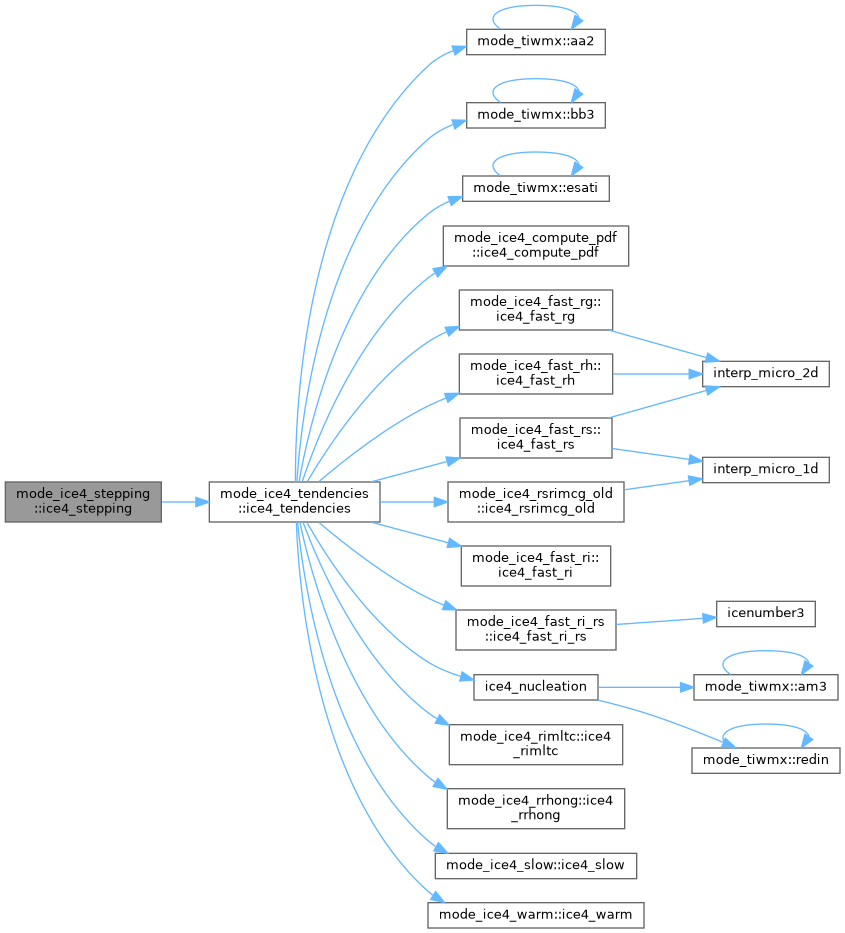 mode_tiwmx::aa2
mode_tiwmx::bb3
mode_tiwmx::esati
mode_ice4_compute_pdf
::ice4_compute_pdf
mode_ice4_fast_rg::
ice4_fast_rg
mode_ice4_fast_rh::
ice4_fast_rh
interp_micro_2d
mode_ice4_fast_rs::
ice4_fast_rs
interp_micro_1d
mode_ice4_stepping
::ice4_stepping
mode_ice4_tendencies
::ice4_tendencies
mode_ice4_rsrimcg_old
::ice4_rsrimcg_old
mode_ice4_fast_ri::
ice4_fast_ri
mode_ice4_fast_ri_rs
::ice4_fast_ri_rs
icenumber3
ice4_nucleation
mode_tiwmx::am3
mode_ice4_rimltc::ice4
_rimltc
mode_tiwmx::redin
mode_ice4_rrhong::ice4
_rrhong
mode_ice4_slow::ice4_slow
mode_ice4_warm::ice4_warm